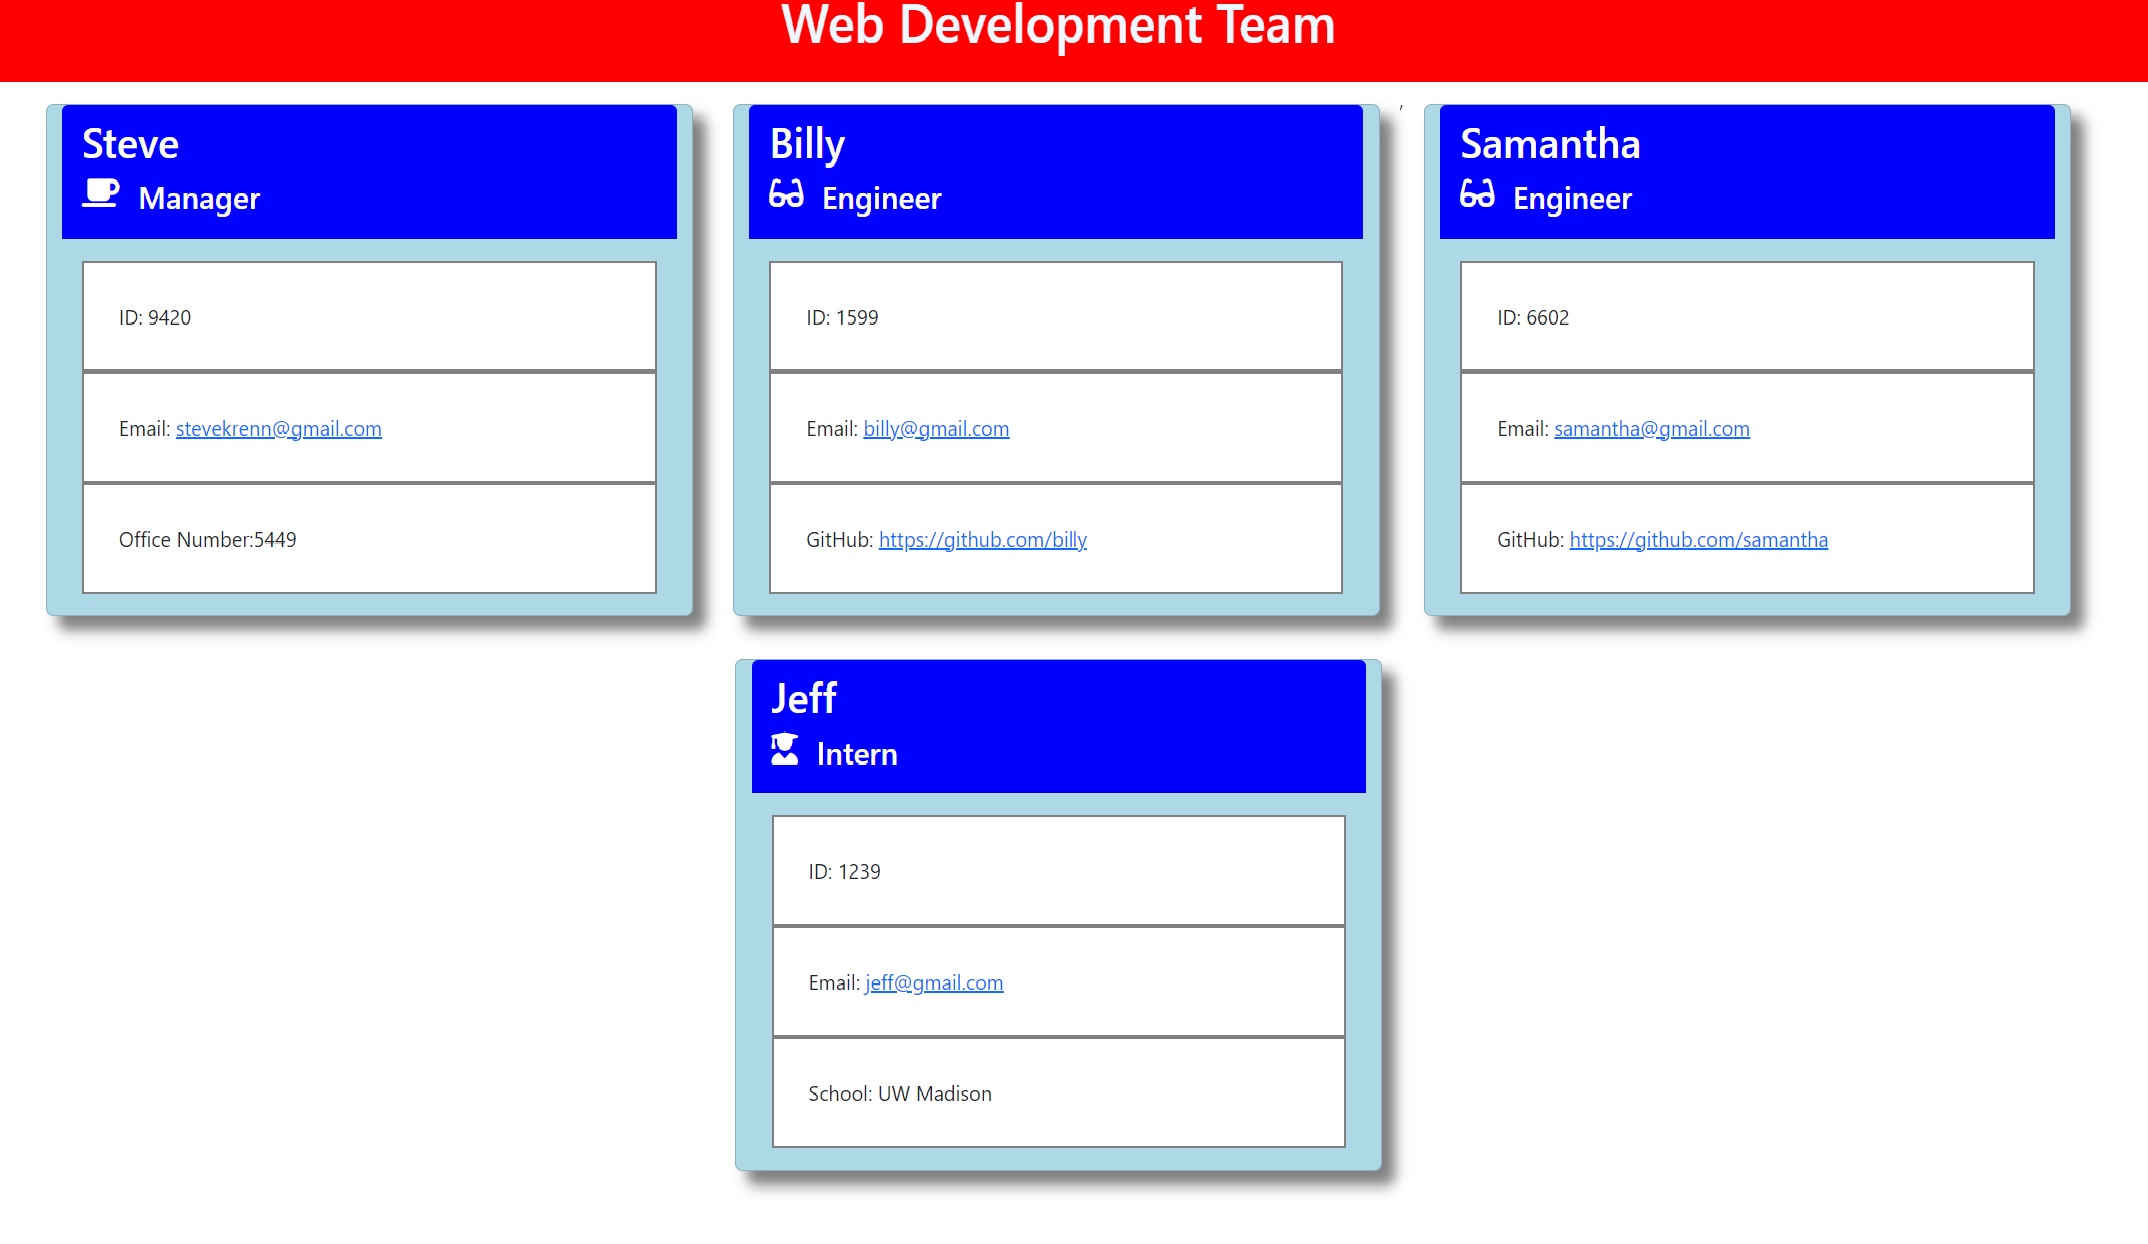 Web Development Team
Steve
Manager
ID: 9420
Email: stevekrenn@gmail.com
Office Number:5449
Billy
Engineer
ID: 1599
Email: billy@gmail.com
GitHub: https://github.com/billy
,
Samantha
Engineer
ID: 6602
Email: samantha@gmail.com
GitHub: https://github.com/samantha
Jeff
Intern
ID: 1239
Email: jeff@gmail.com
School: UW Madison